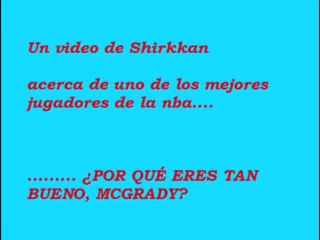 Un video de Shirkkan
acerca de uno de los mejores
jugadores de la nba....
......... ¿POR QUÉ ERES TAN
BUENO, MCGRADY?